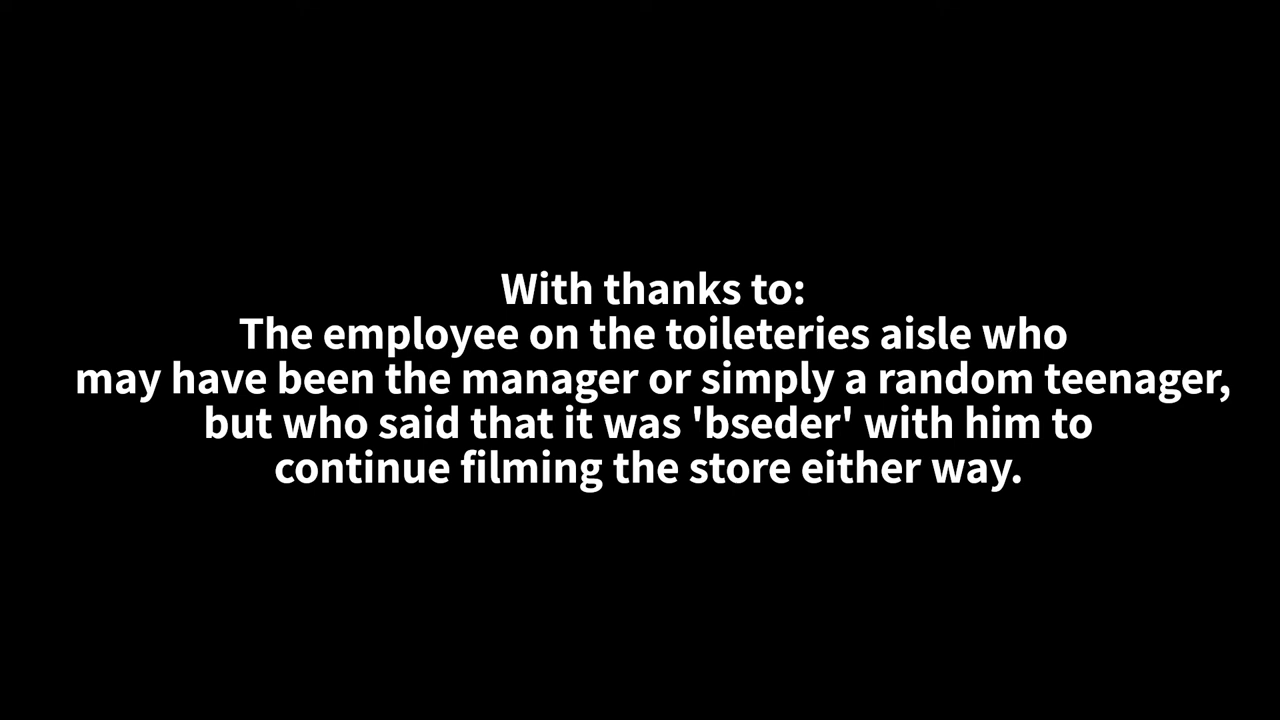 With thanks to:
The employee on the toileteries aisle who
may have been the manager or simply a random teenager,
but who said that it was 'bseder' with him to
continue filming the store either way.